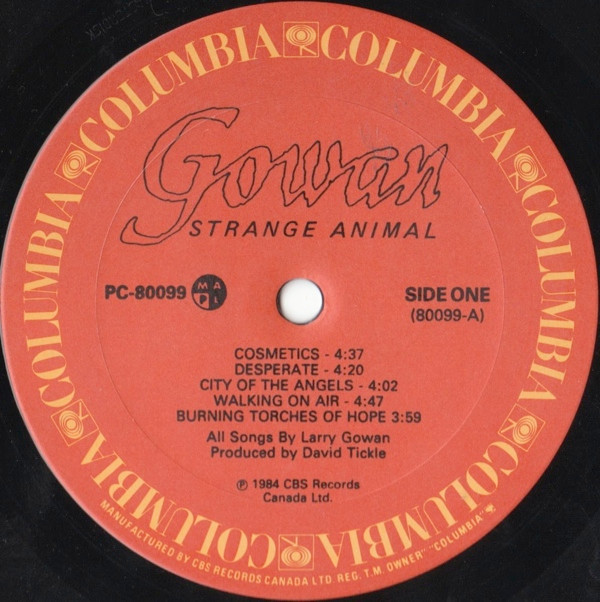 COLUMBIA COLUMBIA COLUMBIA COLUMBIA COLUMBIA COLUMBIA COLUMBIA
Gowan
STRANGE ANIMAL
PC-80099 M A P L SIDE ONE
(80099-A)
COSMETICS - 4:37
DESPERATE - 4:20
CITY OF THE ANGELS - 4:02
WALKING ON AIR - 4:47
BURNING TORCHES OF HOPE 3:59
All Songs By Larry Gowan
Produced by David Tickle
℗ 1984 CBS Records
Canada Ltd.
MANUFACTURED BY CBS RECORDS CANADA LTD. REG. T.M. OWNER "COLUMBIA"